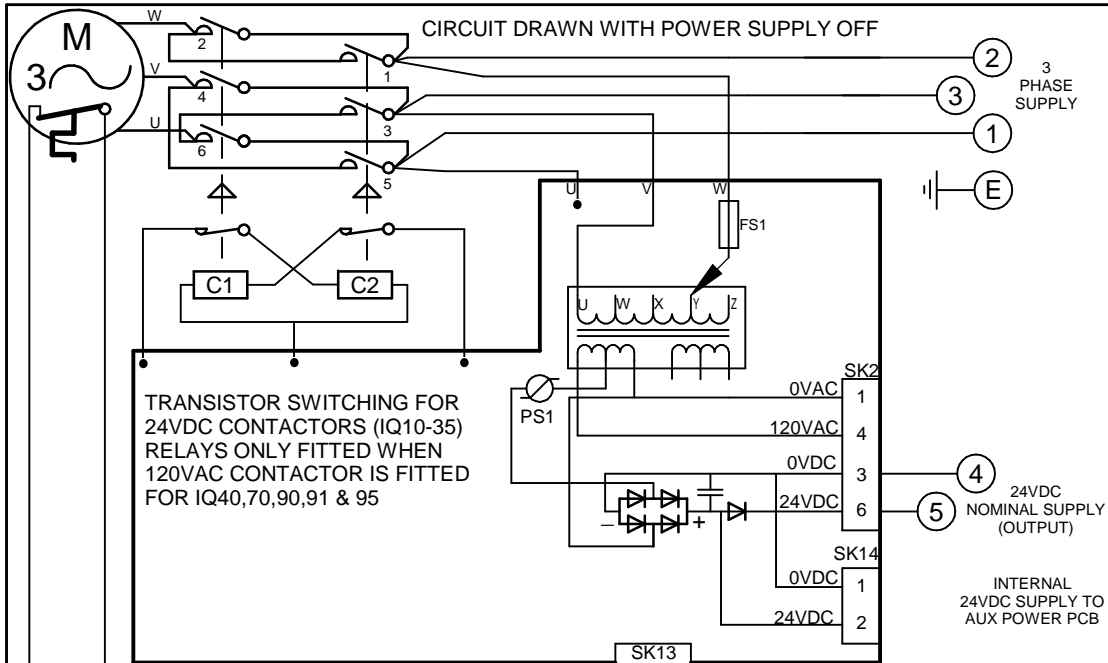 CIRCUIT DRAWN WITH POWER SUPPLY OFF
W
M
3
V
U
2
4
6
1
3
5
2
3
1
E
3
PHASE
SUPPLY
U
V
W
FS1
C1
C2
U
W
X
Y
Z
PS1
TRANSISTOR SWITCHING FOR
24VDC CONTACTORS (IQ10-35)
RELAYS ONLY FITTED WHEN
120VAC CONTACTOR IS FITTED
FOR IQ40,70,90,91 & 95
SK2
0VAC 1
120VAC 4
0VDC 3
24VDC 6
4
5
24VDC
NOMINAL SUPPLY
(OUTPUT)
– +
SK14
0VDC 1
24VDC 2
INTERNAL
24VDC SUPPLY TO
AUX POWER PCB
SK13